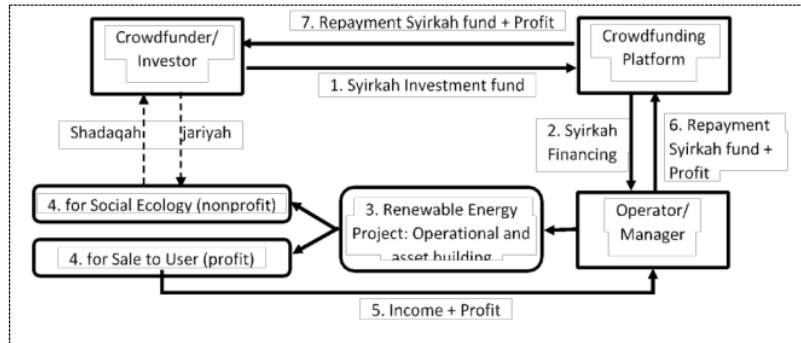 7. Repayment Syirkah fund + Profit
Crowdfunder/
Investor
Crowdfunding
Platform
1. Syirkah Investment fund
Shadaqah jariyah
2. Syirkah
Financing
6. Repayment
Syirkah fund +
Profit
4. for Social Ecology (nonprofit)
3. Renewable Energy
Project: Operational and
asset building
Operator/
Manager
4. for Sale to User (profit)
5. Income + Profit